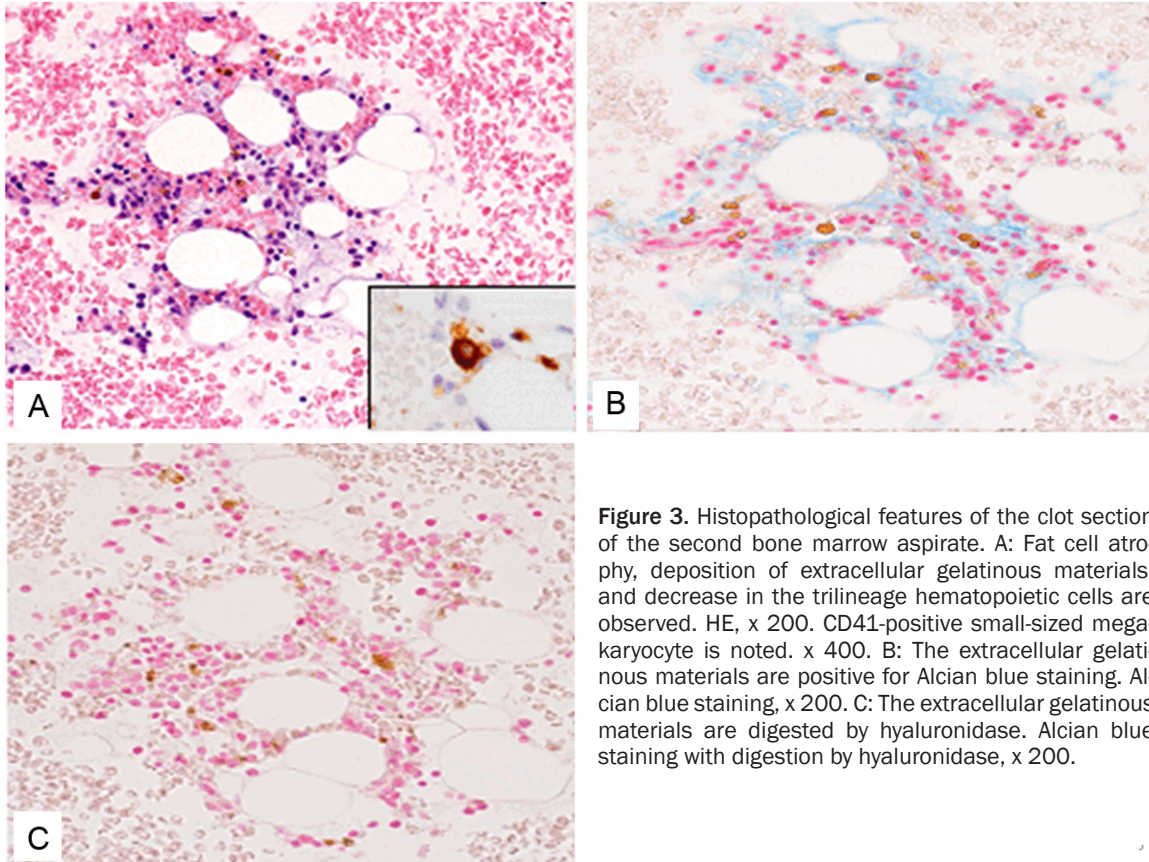 A
B
C
Figure 3. Histopathological features of the clot section
of the second bone marrow aspirate. A: Fat cell atro-
phy, deposition of extracellular gelatinous materials
and decrease in the trilineage hematopoietic cells are
observed. HE, x 200. CD41-positive small-sized mega-
karyocyte is noted. x 400. B: The extracellular gelati-
nous materials are positive for Alcian blue staining. Al-
cian blue staining, x 200. C: The extracellular gelatinous
materials are digested by hyaluronidase. Alcian blue
staining with digestion by hyaluronidase, x 200.